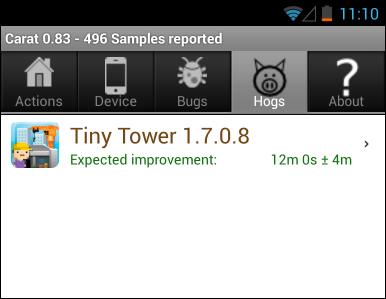 11:10
Carat 0.83 - 496 Samples reported
Actions Device Bugs Hogs About
Tiny Tower 1.7.0.8
Expected improvement: 12m 0s ± 4m